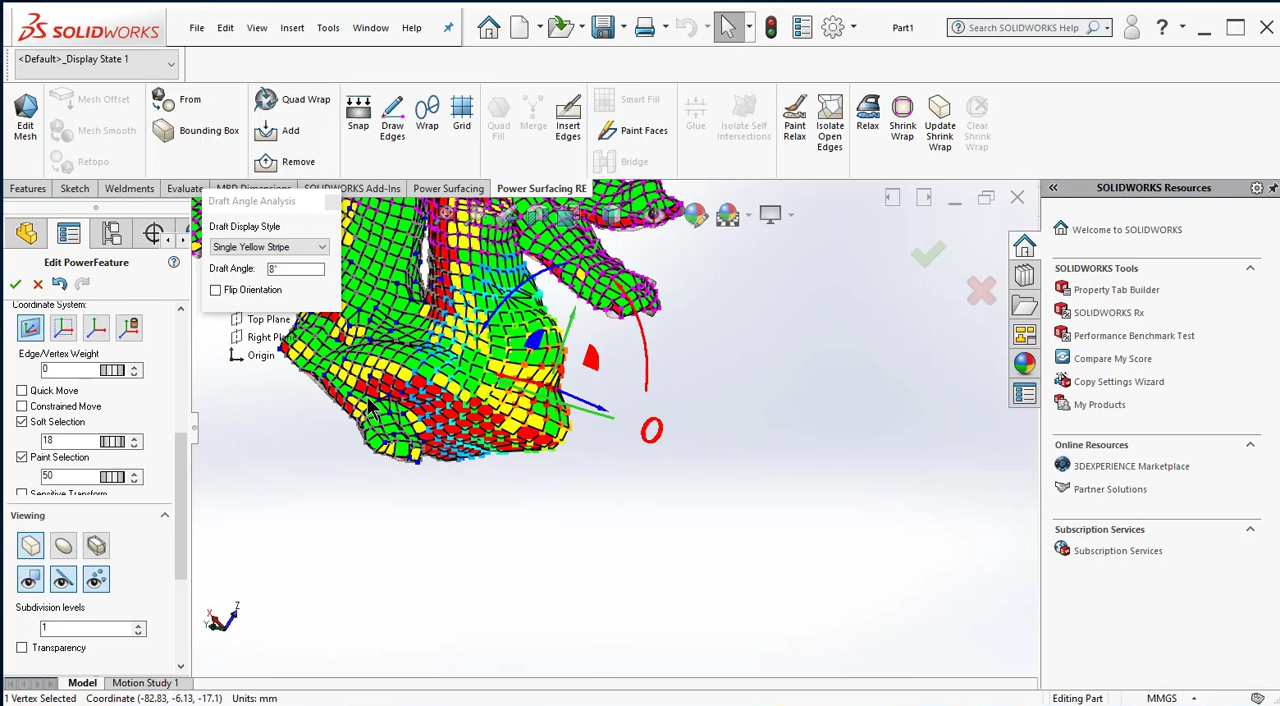 SOLIDWORKS
File Edit View Insert Tools Window Help
Part1
Search SOLIDWORKS Help
?
<Default>_Display State 1
Edit Mesh
Mesh Offset
Mesh Smooth
Retopo
From
Bounding Box
Quad Wrap
Add
Remove
Snap
Draw Edges
Wrap
Grid
Quad Fill
Merge
Insert Edges
Smart Fill
Paint Faces
Bridge
Glue
Isolate Self Intersections
Paint Relax
Isolate Open Edges
Relax
Shrink Wrap
Update Shrink Wrap
Clear Shrink Wrap
Features Sketch Weldments Evaluate MBD Dimensions SOLIDWORKS Add-Ins Power Surfacing Power Surfacing RE
Edit PowerFeature
Coordinate System:
Edge/Vertex Weight
0
Quick Move
Constrained Move
Soft Selection
18
Paint Selection
50
Sensitive Transform
Viewing
Subdivision levels
1
Transparency
Draft Angle Analysis
Draft Display Style
Single Yellow Stripe
Draft Angle: 8°
Flip Orientation
Top Plane
Right Plane
Origin
X
Y
Z
SOLIDWORKS Resources
Welcome to SOLIDWORKS
SOLIDWORKS Tools
Property Tab Builder
SOLIDWORKS Rx
Performance Benchmark Test
Compare My Score
Copy Settings Wizard
My Products
Online Resources
3DEXPERIENCE Marketplace
Partner Solutions
Subscription Services
Subscription Services
Model Motion Study 1
1 Vertex Selected Coordinate (-82.83, -6.13, -17.1) Units: mm
Editing Part
MMGS